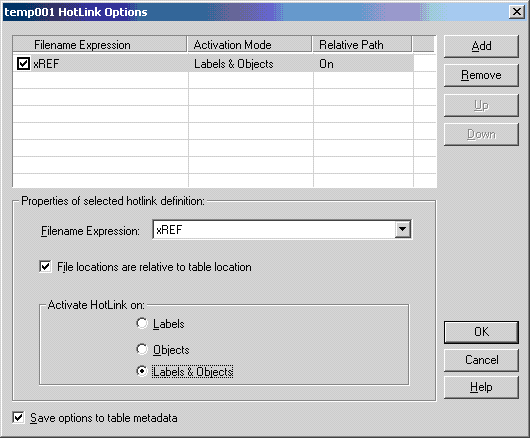 temp001 HotLink Options
Filename Expression Activation Mode Relative Path
xREF Labels & Objects On
Add
Remove
Up
Down
Properties of selected hotlink definition:
Filename Expression: xREF
File locations are relative to table location
Activate HotLink on:
Labels
Objects
Labels & Objects
OK
Cancel
Help
Save options to table metadata